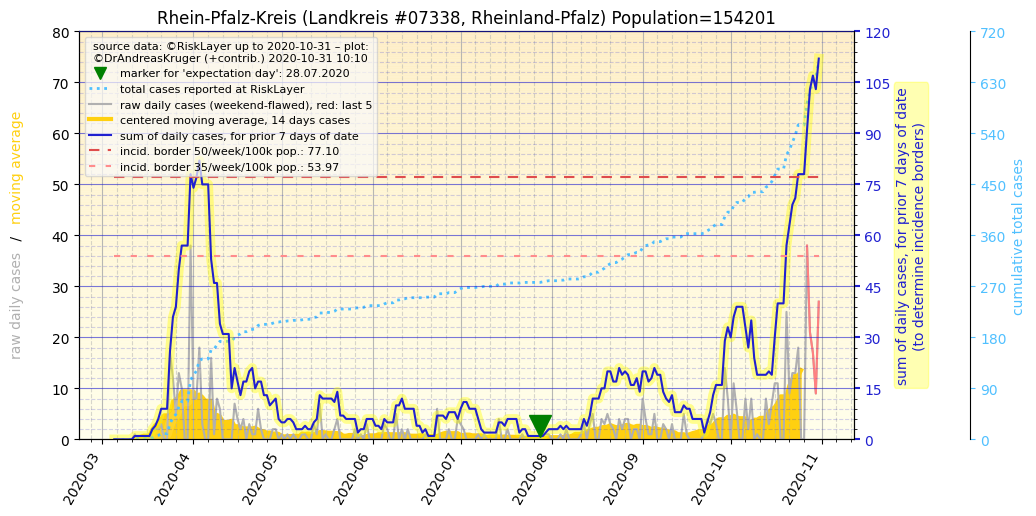 Rhein-Pfalz-Kreis (Landkreis #07338, Rheinland-Pfalz) Population=154201
source data: ©RiskLayer up to 2020-10-31 – plot:
©DrAndreasKruger (+contrib.) 2020-10-31 10:10
marker for 'expectation day': 28.07.2020
total cases reported at RiskLayer
raw daily cases (weekend-flawed), red: last 5
centered moving average, 14 days cases
sum of daily cases, for prior 7 days of date
incid. border 50/week/100k pop.: 77.10
incid. border 35/week/100k pop.: 53.97
raw daily cases / moving average
80
70
60
50
40
30
20
10
0
2020-03
2020-04
2020-05
2020-06
2020-07
2020-08
2020-09
2020-10
2020-11
120
105
90
75
60
45
30
15
0
sum of daily cases, for prior 7 days of date
(to determine incidence borders)
720
630
540
450
360
270
180
90
0
cumulative total cases